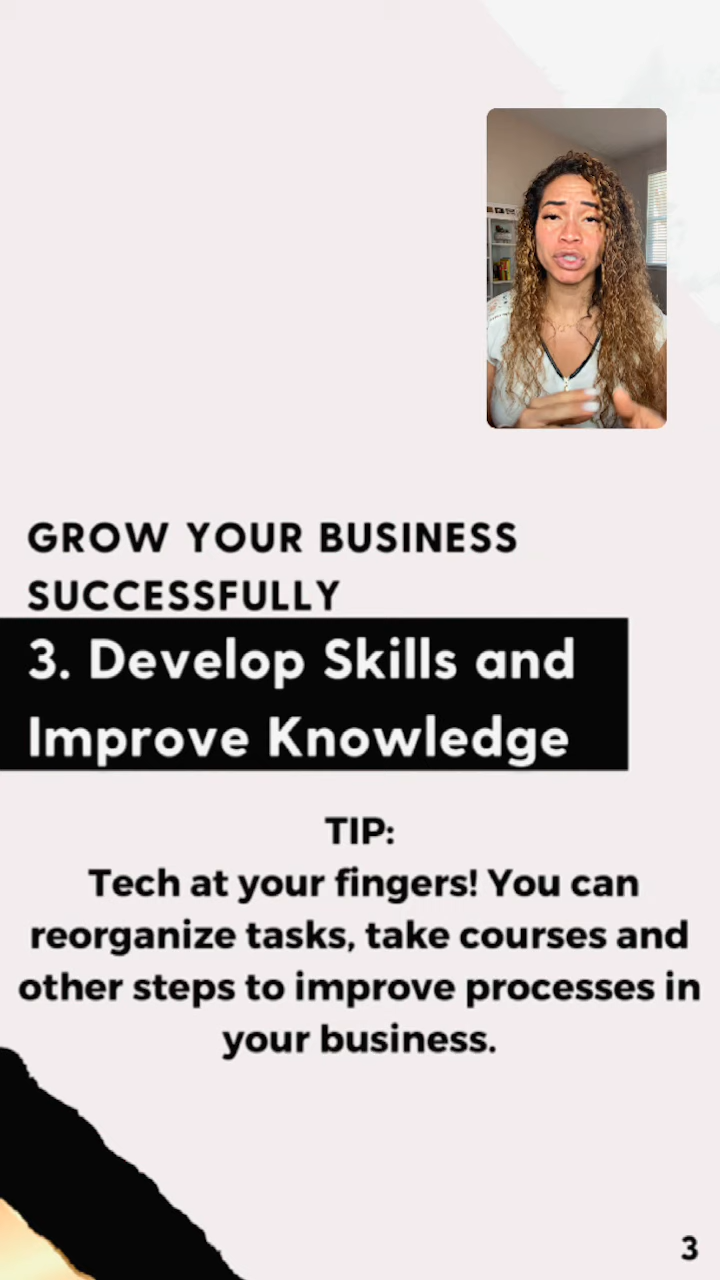 GROW YOUR BUSINESS
SUCCESSFULLY
3. Develop Skills and
Improve Knowledge
TIP:
Tech at your fingers! You can
reorganize tasks, take courses and
other steps to improve processes in
your business.
3